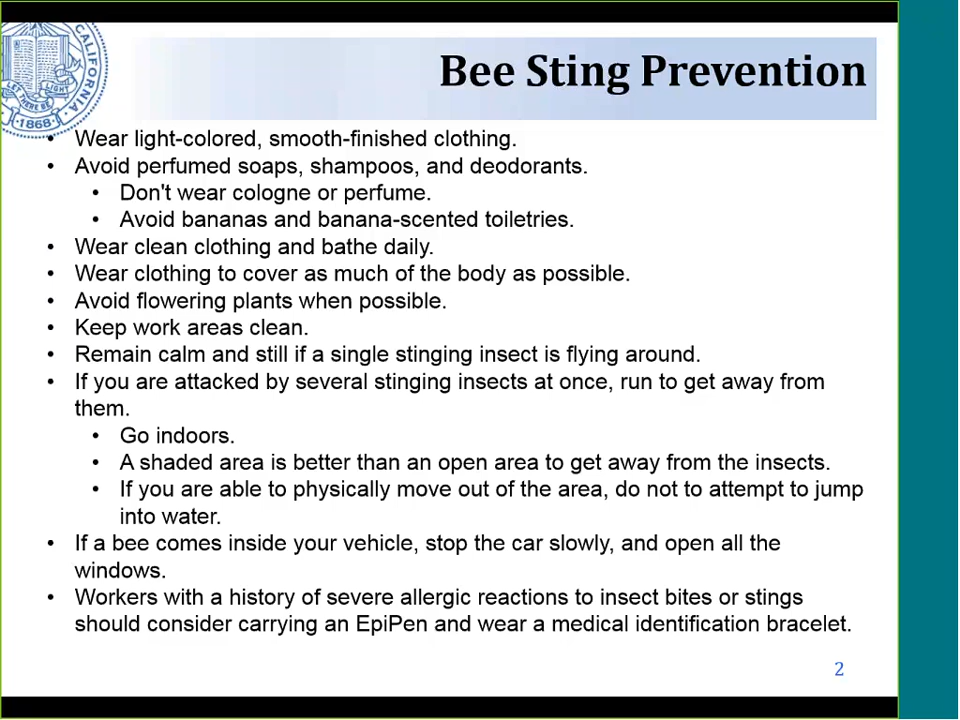 CALIFORNIA
LET THERE BE LIGHT
1868
Bee Sting Prevention
• Wear light-colored, smooth-finished clothing.
• Avoid perfumed soaps, shampoos, and deodorants.
• Don't wear cologne or perfume.
• Avoid bananas and banana-scented toiletries.
• Wear clean clothing and bathe daily.
• Wear clothing to cover as much of the body as possible.
• Avoid flowering plants when possible.
• Keep work areas clean.
• Remain calm and still if a single stinging insect is flying around.
• If you are attacked by several stinging insects at once, run to get away from
them.
• Go indoors.
• A shaded area is better than an open area to get away from the insects.
• If you are able to physically move out of the area, do not to attempt to jump
into water.
• If a bee comes inside your vehicle, stop the car slowly, and open all the
windows.
• Workers with a history of severe allergic reactions to insect bites or stings
should consider carrying an EpiPen and wear a medical identification bracelet.
2